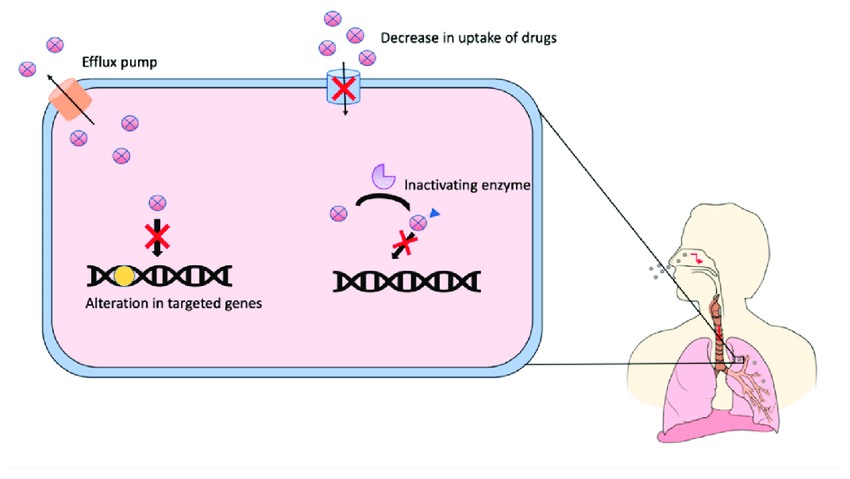 Decrease in uptake of drugs
Efflux pump
Inactivating enzyme
Alteration in targeted genes